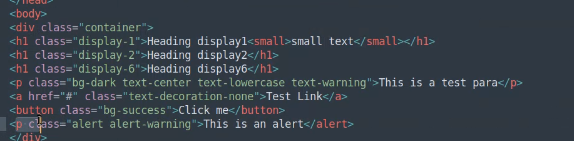 </head>
<body>
<div class="container">
<h1 class="display-1">Heading display1<small>small text</small></h1>
<h1 class="display-2">Heading display2</h1>
<h1 class="display-6">Heading display6</h1>
<p class="bg-dark text-center text-lowercase text-warning">This is a test para</p>
<a href="#" class="text-decoration-none">Test Link</a>
<button class="bg-success">Click me</button>
<p class="alert alert-warning">This is an alert</alert>
</div>